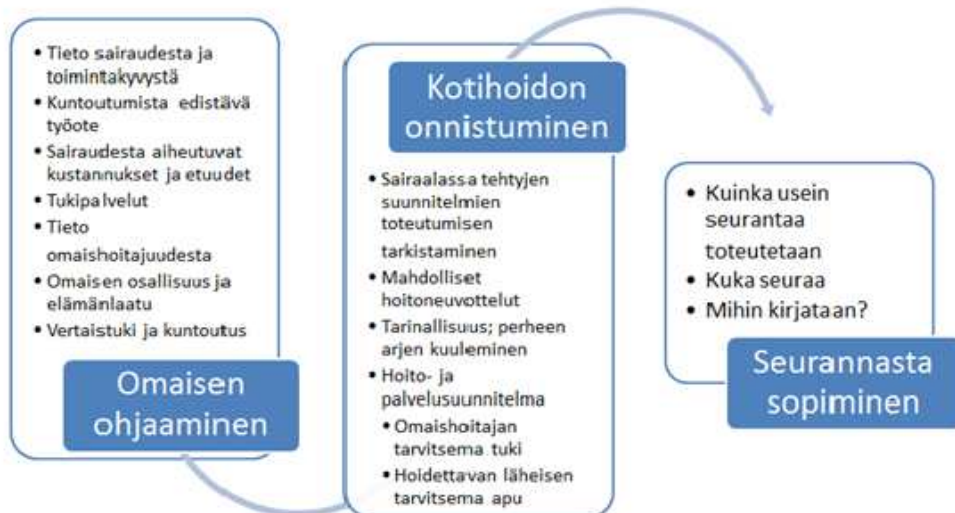 • Tieto sairaudesta ja
toimintakyvystä
• Kuntoutumista edistävä
työote
• Sairaudesta aiheutuvat
kustannukset ja etuudet
• Tukipalvelut
• Tieto
omaishoitajuudesta
• Omaisen osallisuus ja
elämänlaatu
• Vertaistuki ja kuntoutus
Omaisen
ohjaaminen
Kotihoidon
onnistuminen
• Sairaalassa tehtyjen
suunnitelmien
toteutumisen
tarkistaminen
• Mahdolliset
hoitoneuvottelut
• Tarinallisuus; perheen
arjen kuuleminen
• Hoito- ja
palvelusuunnitelma
• Omaishoitajan
tarvitsema tuki
• Hoidettavan läheisen
tarvitsema apu
• Kuinka usein
seurantaa
toteutetaan
• Kuka seuraa
• Mihin kirjataan?
Seurannasta
sopiminen